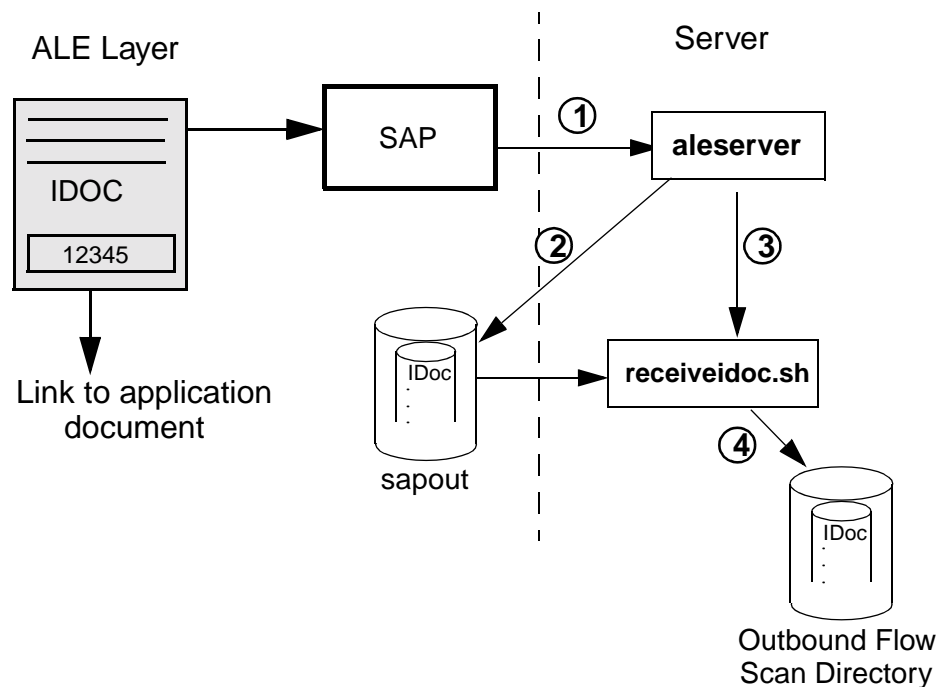 ALE Layer
Server
SAP
1
aleserver
IDOC
12345
2
3
Link to application
document
IDoc
receiveidoc.sh
sapout
4
IDoc
Outbound Flow
Scan Directory